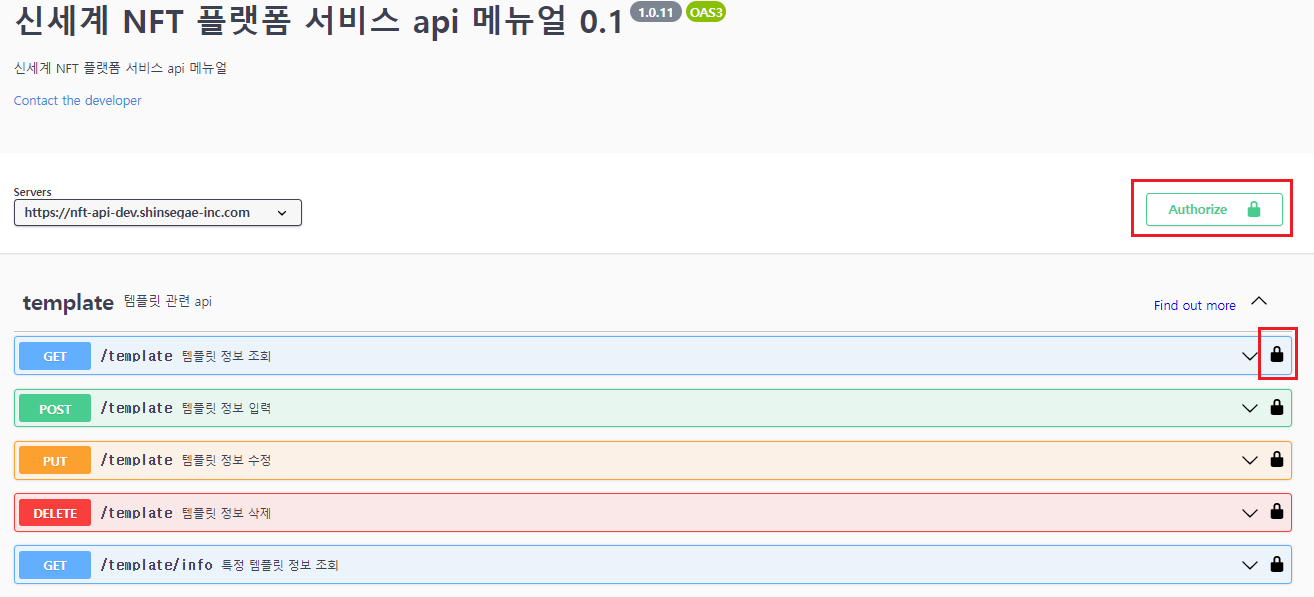 신세계 NFT 플랫폼 서비스 api 메뉴얼 0.1 1.0.11 OAS3
신세계 NFT 플랫폼 서비스 api 메뉴얼
Contact the developer
Servers
https://nft-api-dev.shinsegae-inc.com
Authorize
template 템플릿 관련 api
Find out more
GET /template 템플릿 정보 조회
POST /template 템플릿 정보 입력
PUT /template 템플릿 정보 수정
DELETE /template 템플릿 정보 삭제
GET /template/info 특정 템플릿 정보 조회